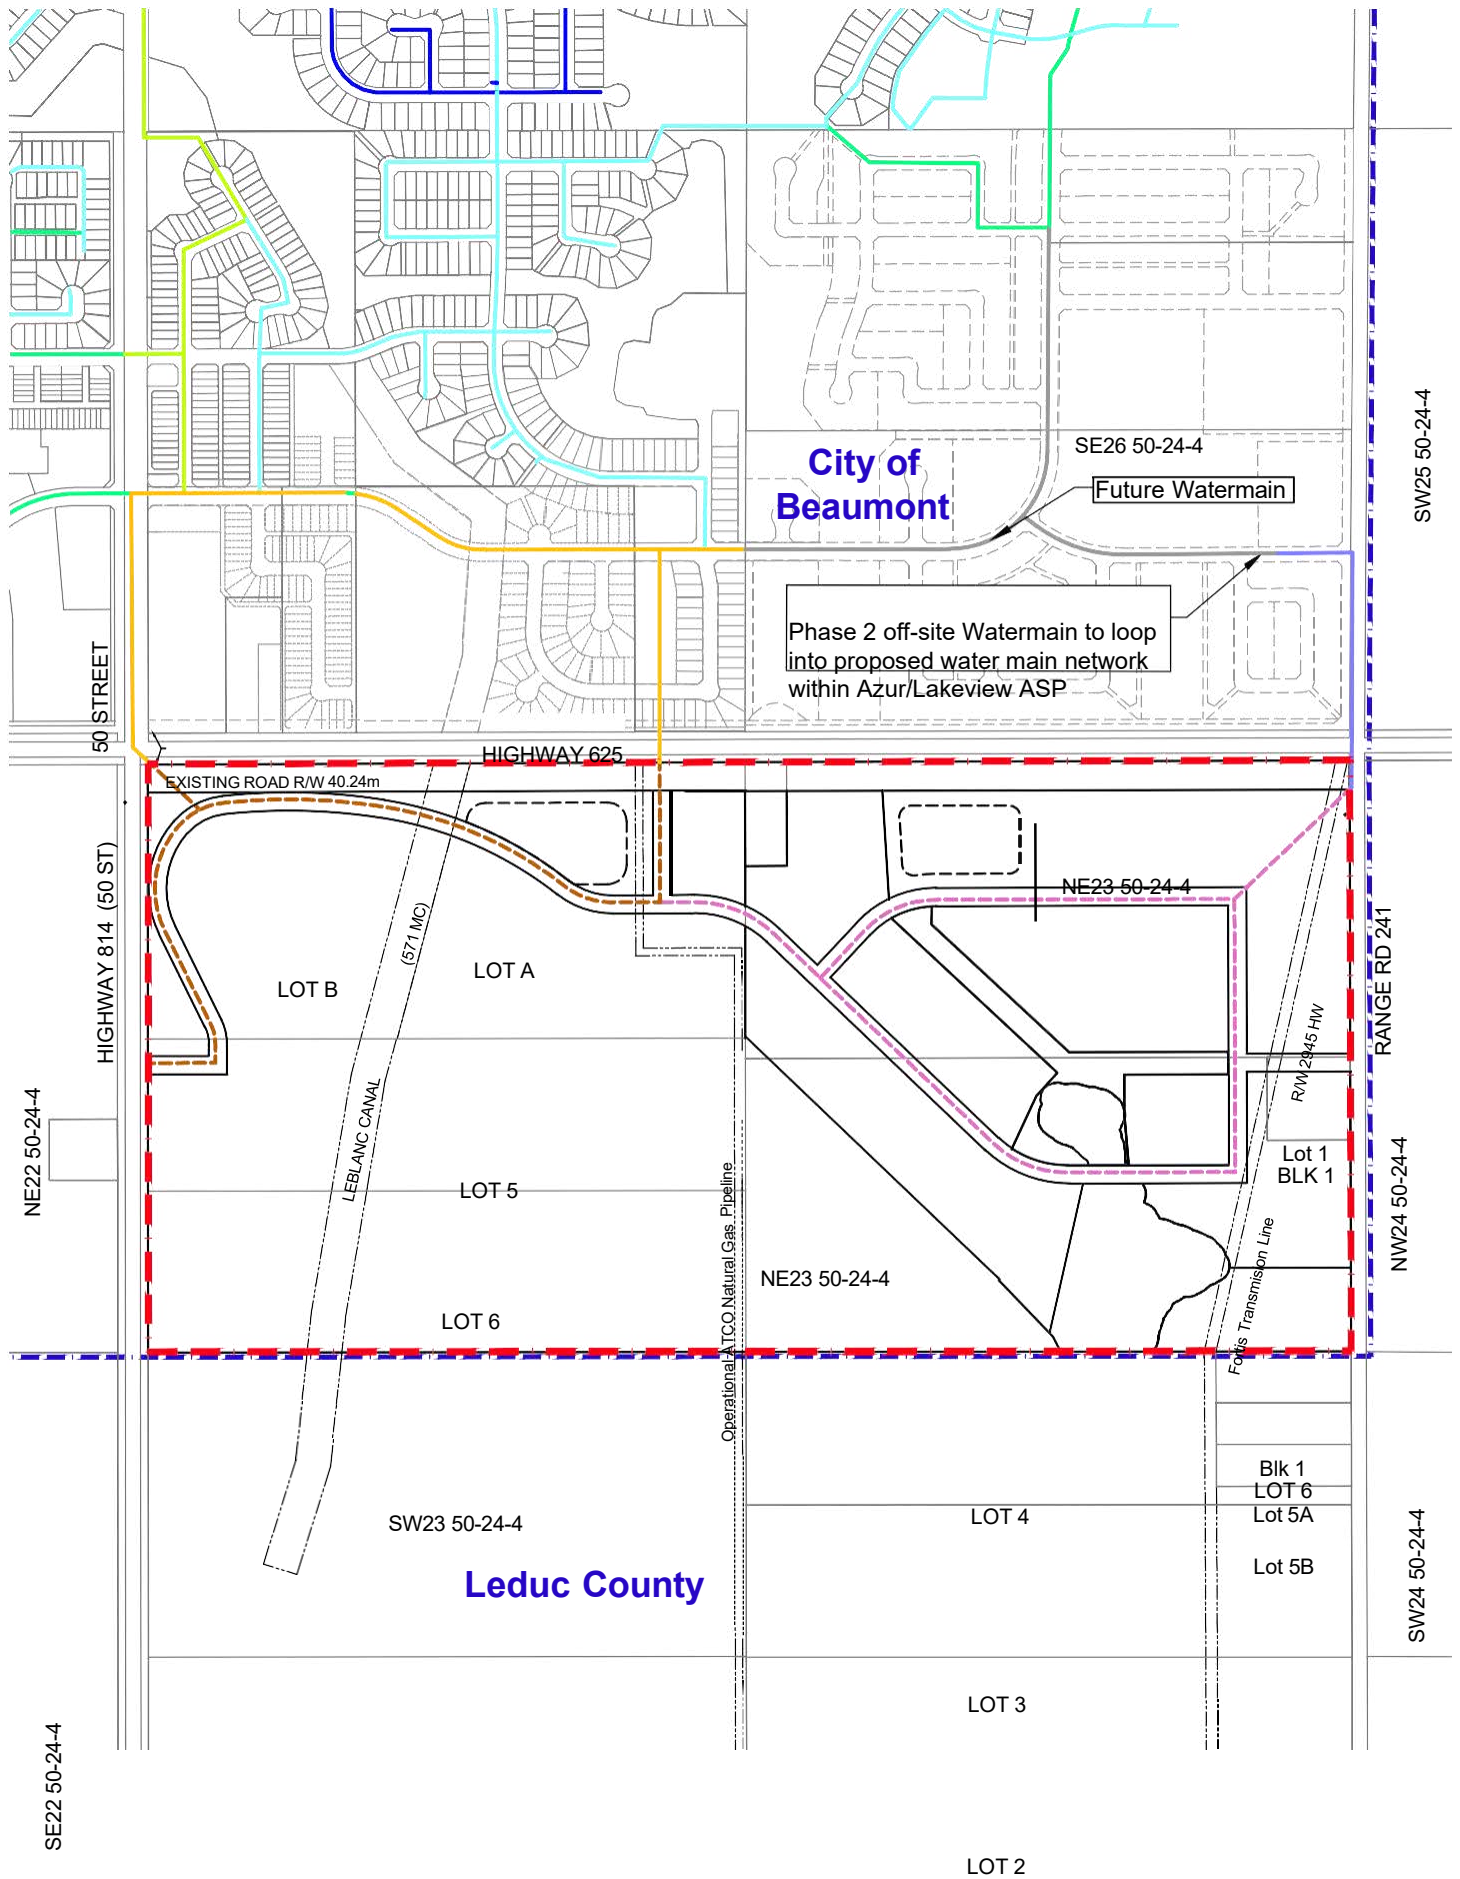 SE26 50-24-4
City of
Beaumont
Future Watermain
SW25 50-24-4
Phase 2 off-site Watermain to loop
into proposed water main network
within Azur/Lakeview ASP
50 STREET
HIGHWAY 625
EXISTING ROAD R/W 40.24m
HIGHWAY 814 (50 ST)
NE23 50-24-4
(571 MC)
LOT A
LOT B
RANGE RD 241
R/W 2945 HW
LEBLANC CANAL
NE22 50-24-4
Lot 1
BLK 1
NW24 50-24-4
LOT 5
Operational ATCO Natural Gas Pipeline
NE23 50-24-4
Fortis Transmision Line
LOT 6
Blk 1
LOT 6
Lot 5A
LOT 4
SW23 50-24-4
Lot 5B
Leduc County
SW24 50-24-4
LOT 3
SE22 50-24-4
LOT 2